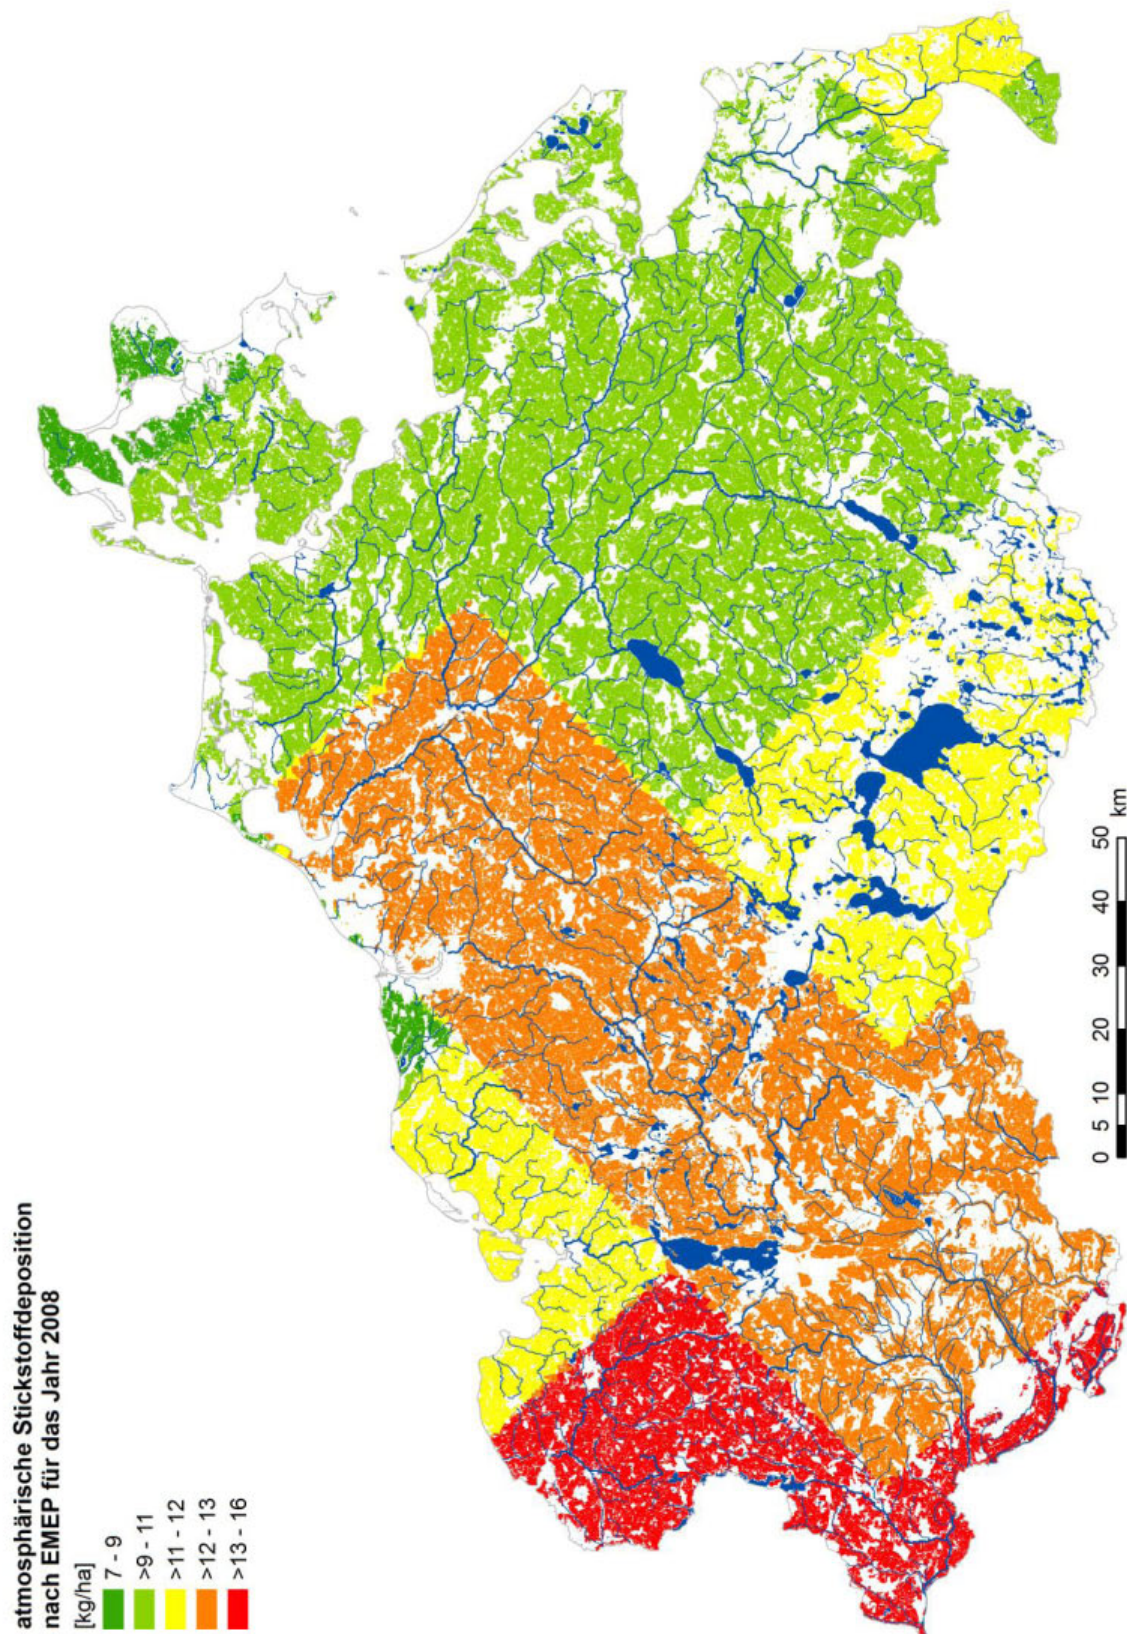 atmosphärische Stickstoffdeposition
nach EMEP für das Jahr 2008
[kg/ha]
7 - 9
>9 - 11
>11 - 12
>12 - 13
>13 - 16
0 5 10 20 30 40 50
km